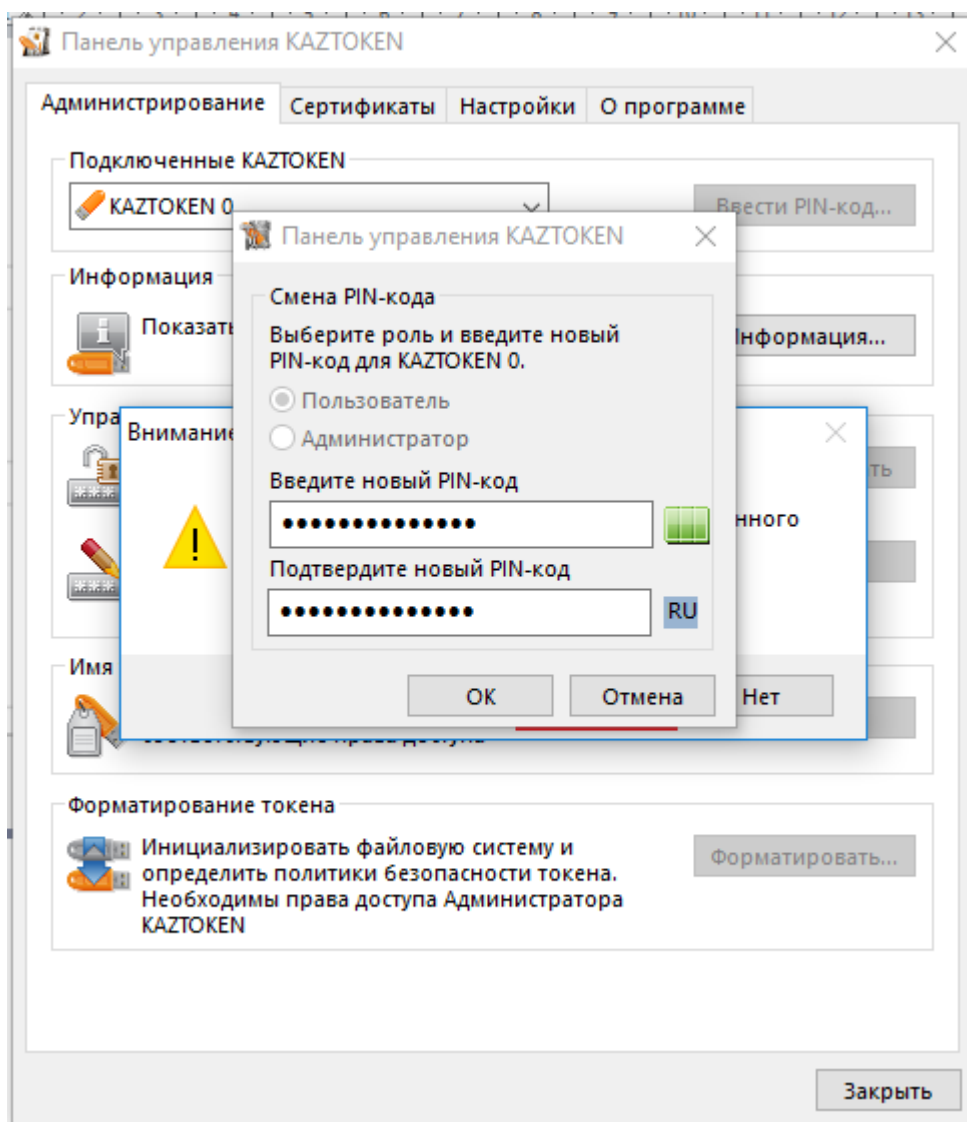 Панель управления KAZTOKEN
Администрирование Сертификаты Настройки О программе
Подключенные KAZTOKEN
KAZTOKEN 0
Ввести PIN-код...
Панель управления KAZTOKEN
Информация
Показать
Смена PIN-кода
Выберите роль и введите новый
PIN-код для KAZTOKEN 0.
Пользователь
Администратор
Введите новый PIN-код
••••••••••••••
Подтвердите новый PIN-код
••••••••••••••
RU
ОК Отмена
Внимание
Нет
Имя
Форматирование токена
Инициализировать файловую систему и
определить политики безопасности токена.
Необходимы права доступа Администратора
KAZTOKEN
Форматировать...
Закрыть